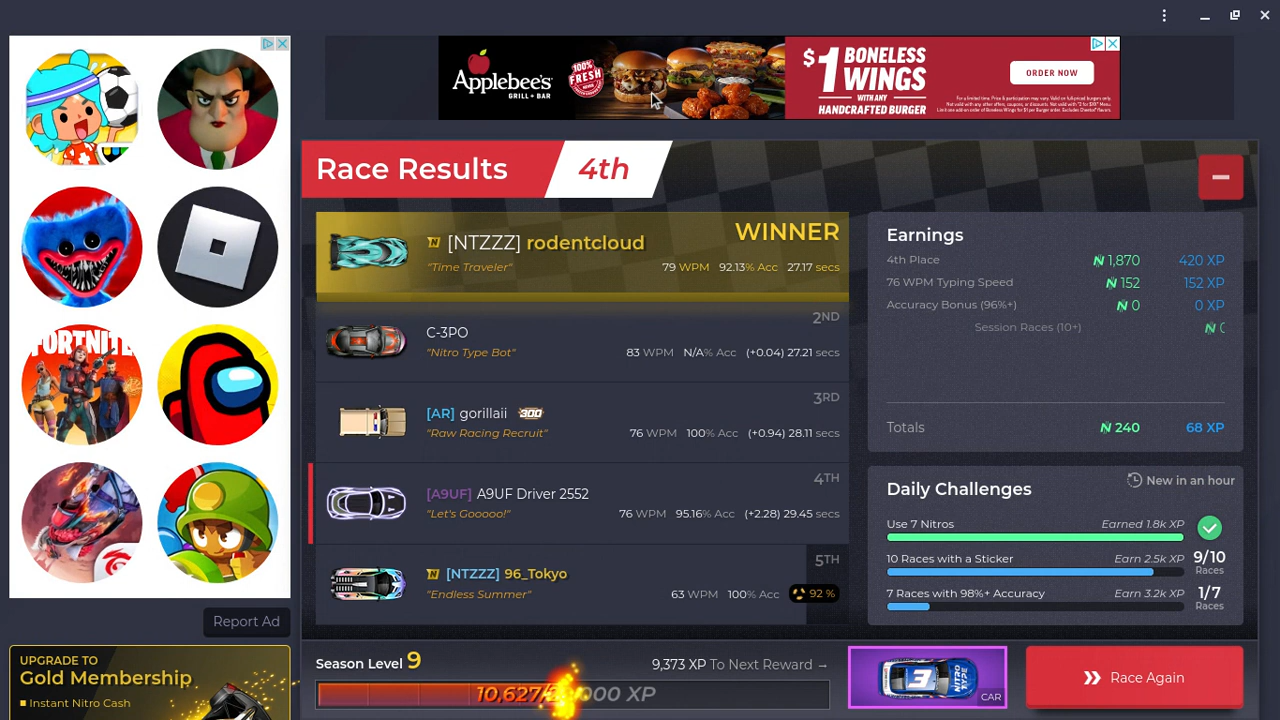 Applebee's
GRILL + BAR
100%
FRESH
$1 BONELESS
WINGS
WITH ANY
HANDCRAFTED BURGER
ORDER NOW
Race Results
4th
[NTZZZ] rodentcloud
WINNER
"Time Traveler"
79 WPM 92.13% Acc 27.17 secs
2ND
C-3PO
"Nitro Type Bot"
83 WPM N/A% Acc (+0.04) 27.21 secs
3RD
[AR] gorillaii 300
"Raw Racing Recruit"
76 WPM 100% Acc (+0.94) 28.11 secs
4TH
[A9UF] A9UF Driver 2552
"Let's Gooooo!"
76 WPM 95.16% Acc (+2.28) 29.45 secs
5TH
[NTZZZ] 96_Tokyo
"Endless Summer"
63 WPM 100% Acc 92 %
Earnings
4th Place 1,870 420 XP
76 WPM Typing Speed 152 152 XP
Accuracy Bonus (96%+) 0 0 XP
Session Races (10+)
Totals 240 68 XP
New in an hour
Daily Challenges
Use 7 Nitros Earned 1.8k XP
10 Races with a Sticker Earn 2.5k XP 9/10
Races
7 Races with 98%+ Accuracy Earn 3.2k XP 1/7
Races
FORTNITE
Report Ad
UPGRADE TO
Gold Membership
Instant Nitro Cash
Season Level 9
9,373 XP To Next Reward →
CAR
Race Again